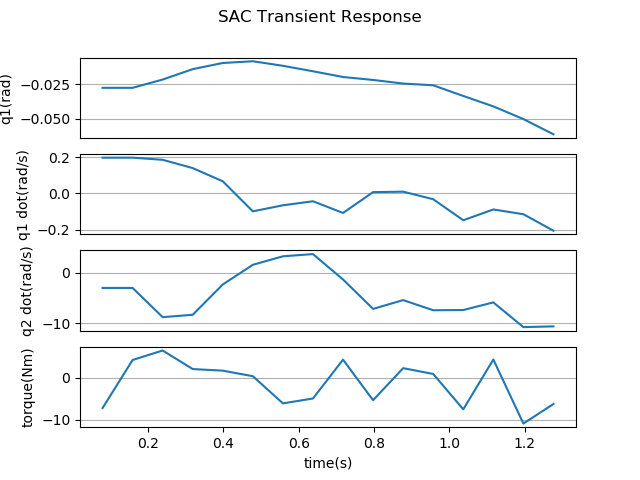 SAC Transient Response
q1(rad)
−0.025
−0.050
q1 dot(rad/s)
0.2
0.0
−0.2
q2 dot(rad/s)
0
−10
torque(Nm)
0
−10
0.2 0.4 0.6 0.8 1.0 1.2
time(s)